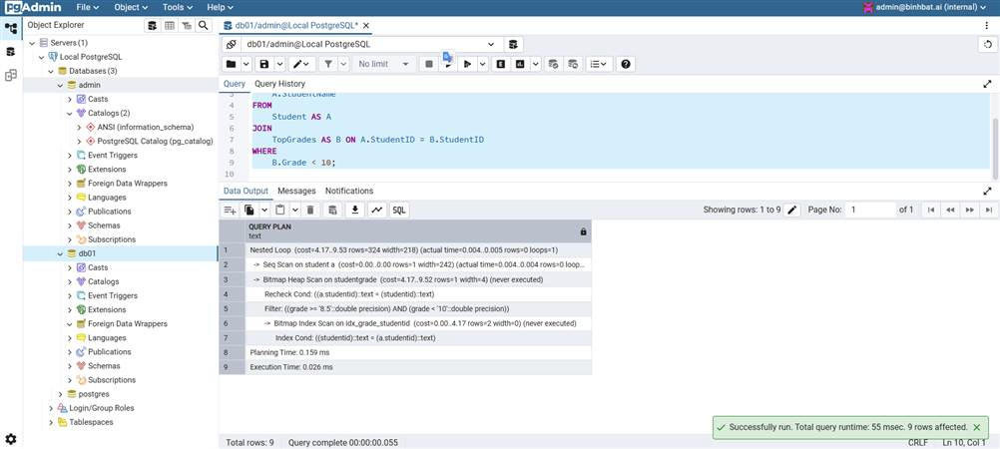 pgAdmin File Object Tools Help admin@binhbat.ai (internal)
Object Explorer
db01/admin@Local PostgreSQL*
Servers (1)
Local PostgreSQL
Databases (3)
admin
Casts
Catalogs (2)
ANSI (information_schema)
PostgreSQL Catalog (pg_catalog)
Event Triggers
Extensions
Foreign Data Wrappers
Languages
Publications
Schemas
Subscriptions
db01
Casts
Catalogs
Event Triggers
Extensions
Foreign Data Wrappers
Languages
Publications
Schemas
Subscriptions
postgres
Login/Group Roles
Tablespaces
db01/admin@Local PostgreSQL
No limit
E
Query Query History
3 A.StudentName
4 FROM
5 Student AS A
6 JOIN
7 TopGrades AS B ON A.StudentID = B.StudentID
8 WHERE
9 B.Grade < 10;
10
Data Output Messages Notifications
SQL Showing rows: 1 to 9 Page No: 1 of 1
QUERY PLAN
text
1 Nested Loop (cost=4.17..9.53 rows=324 width=218) (actual time=0.004..0.005 rows=0 loops=1)
2 -> Seq Scan on student a (cost=0.00..0.00 rows=1 width=242) (actual time=0.004..0.004 rows=0 loop...
3 -> Bitmap Heap Scan on studentgrade (cost=4.17..9.52 rows=1 width=4) (never executed)
4 Recheck Cond: ((a.studentid)::text = (studentid)::text)
5 Filter: ((grade >= '8.5'::double precision) AND (grade < '10'::double precision))
6 -> Bitmap Index Scan on idx_grade_studentid (cost=0.00..4.17 rows=2 width=0) (never executed)
7 Index Cond: ((studentid)::text = (a.studentid)::text)
8 Planning Time: 0.159 ms
9 Execution Time: 0.026 ms
Successfully run. Total query runtime: 55 msec. 9 rows affected.
Total rows: 9 Query complete 00:00:00.055 CRLF Ln 10, Col 1